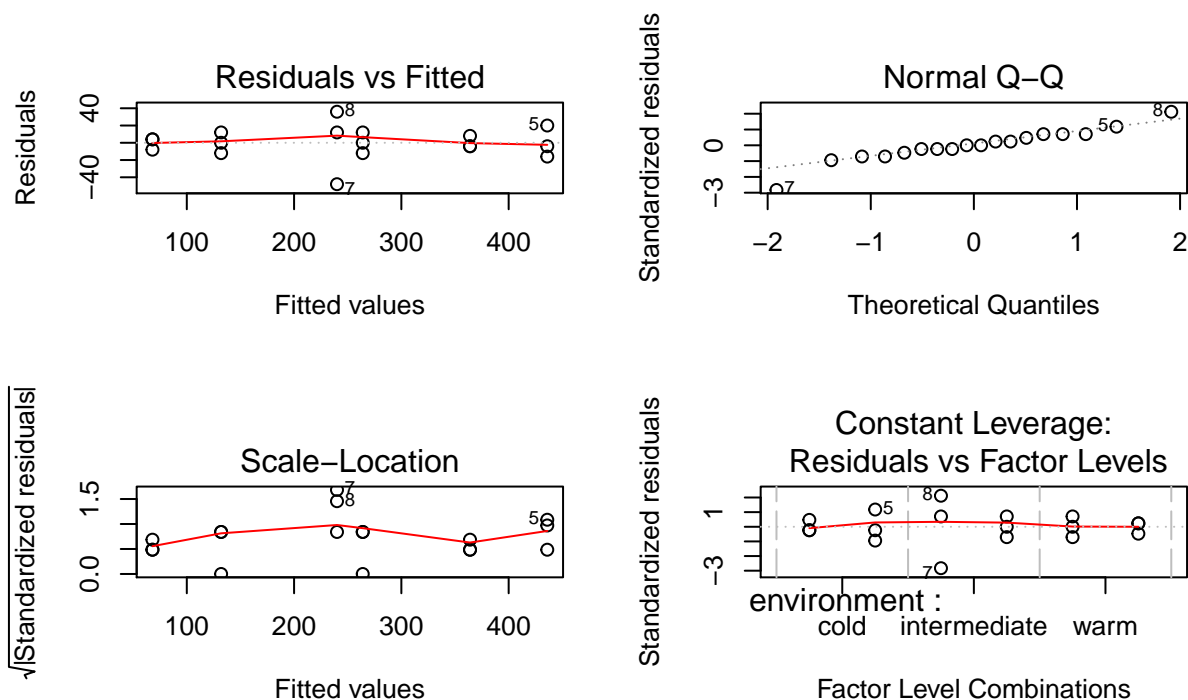 Residuals vs Fitted
Residuals
40
−40
8
5
7
100 200 300 400
Fitted values
Normal Q−Q
Standardized residuals
0
−3
8
5
7
−2 −1 0 1 2
Theoretical Quantiles
Scale−Location
√|Standardized residuals|
1.5
0.0
7
8
5
100 200 300 400
Fitted values
Constant Leverage:
Residuals vs Factor Levels
Standardized residuals
1
−3
8
5
7
environment :
cold intermediate warm
Factor Level Combinations